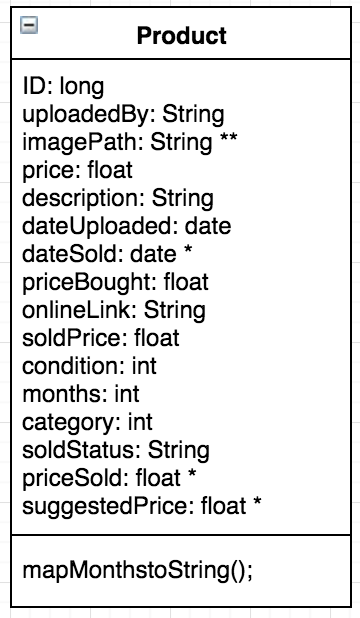 Product
ID: long
uploadedBy: String
imagePath: String **
price: float
description: String
dateUploaded: date
dateSold: date *
priceBought: float
onlineLink: String
soldPrice: float
condition: int
months: int
category: int
soldStatus: String
priceSold: float *
suggestedPrice: float *
mapMonthstoString();